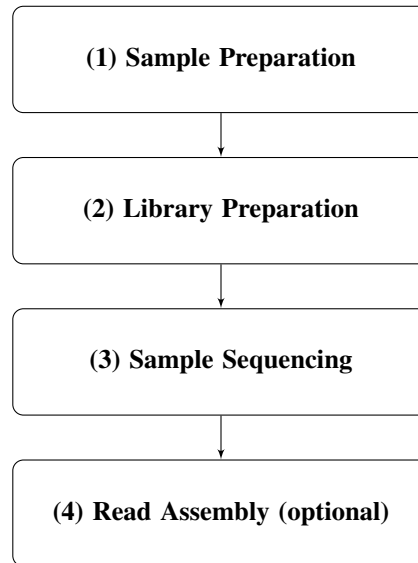 (1) Sample Preparation
(2) Library Preparation
(3) Sample Sequencing
(4) Read Assembly (optional)